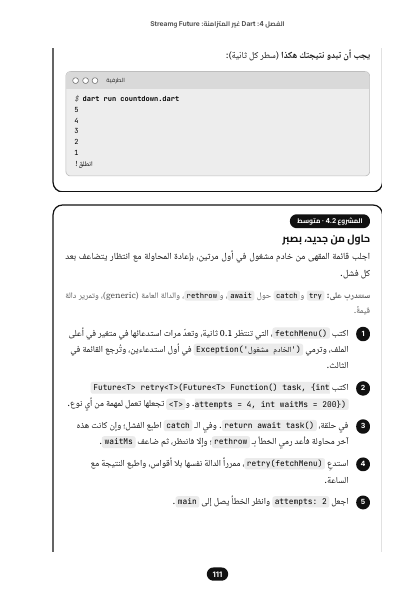 الفصل 4: Dart غير المتزامنة: Future وStream
يجب أن تبدو نتيجتك هكذا (سطر كل ثانية):
الطرفية
$ dart run countdown.dart
5
4
3
2
1
انطلق!
المشروع 4.2 · متوسط
حاول من جديد، بصبر
اجلب قائمة المقهى من خادم مشغول في أول مرتين، بإعادة المحاولة مع انتظار يتضاعف بعد
كل فشل.
ستتدرب على: try و catch حول await، و rethrow، والدالة العامة (generic)، وتمرير دالة
قيمةً.
1 اكتب fetchMenu()، التي تنتظر 0.1 ثانية، وتعدّ مرات استدعائها في متغير في أعلى
الملف، وترمي Exception('الخادم مشغول') في أول استدعاءين، وتُرجع القائمة في
الثالث.
2 اكتب Future<T> retry<T>(Future<T> Function() task, {int
attempts = 4, int waitMs = 200})، و <T> تجعلها تعمل لمهمة من أي نوع.
3 في حلقة، return await task(). وفي الـ catch اطبع الفشل؛ وإن كانت هذه
آخر محاولة فأعد رمي الخطأ بـ rethrow؛ وإلا فانتظر، ثم ضاعف waitMs.
4 استدعِ retry(fetchMenu)، ممرراً الدالة نفسها بلا أقواس، واطبع النتيجة مع
الساعة.
5 اجعل attempts: 2 وانظر الخطأ يصل إلى main.
111